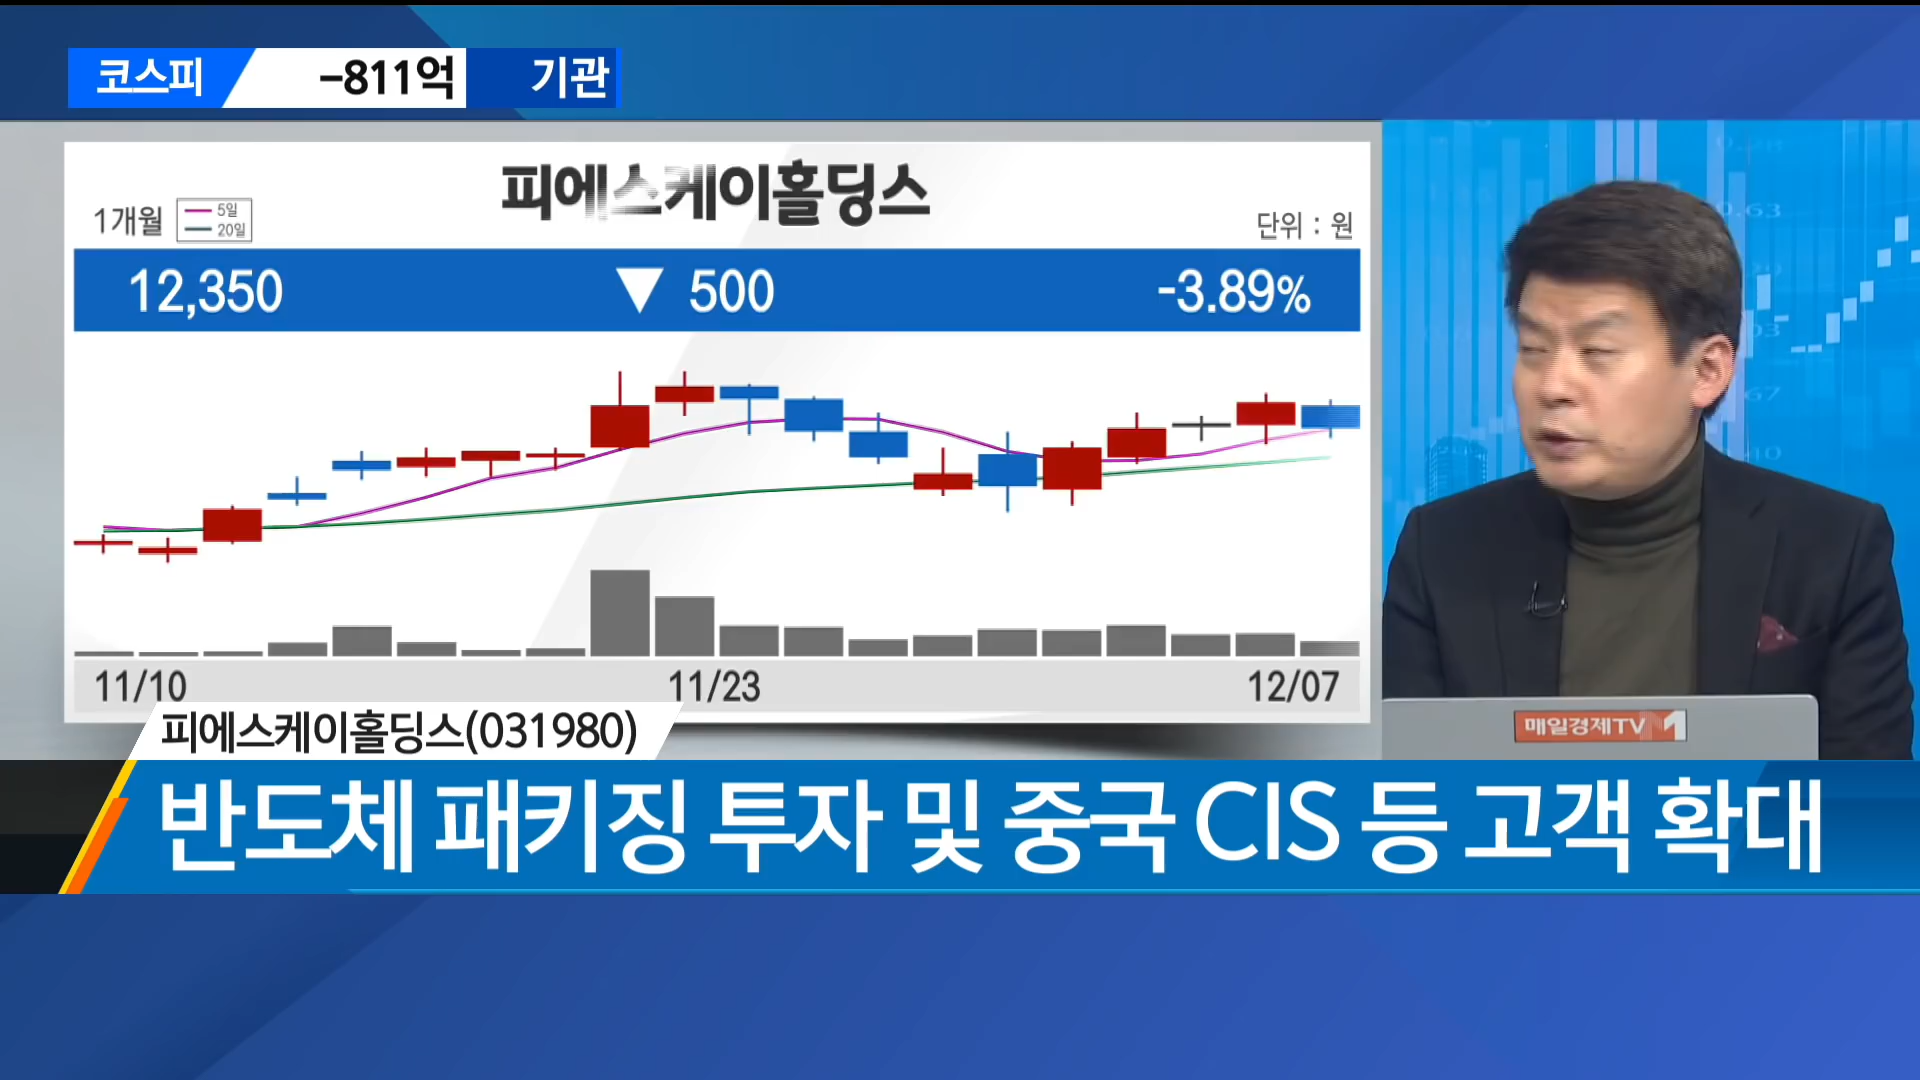 코스피 -811억 기관
피에스케이홀딩스
1개월 5일
20일
단위 : 원
12,350 ▼ 500 -3.89%
11/10 11/23 12/07
매일경제TV M
피에스케이홀딩스(031980)
반도체 패키징 투자 및 중국 CIS 등 고객 확대